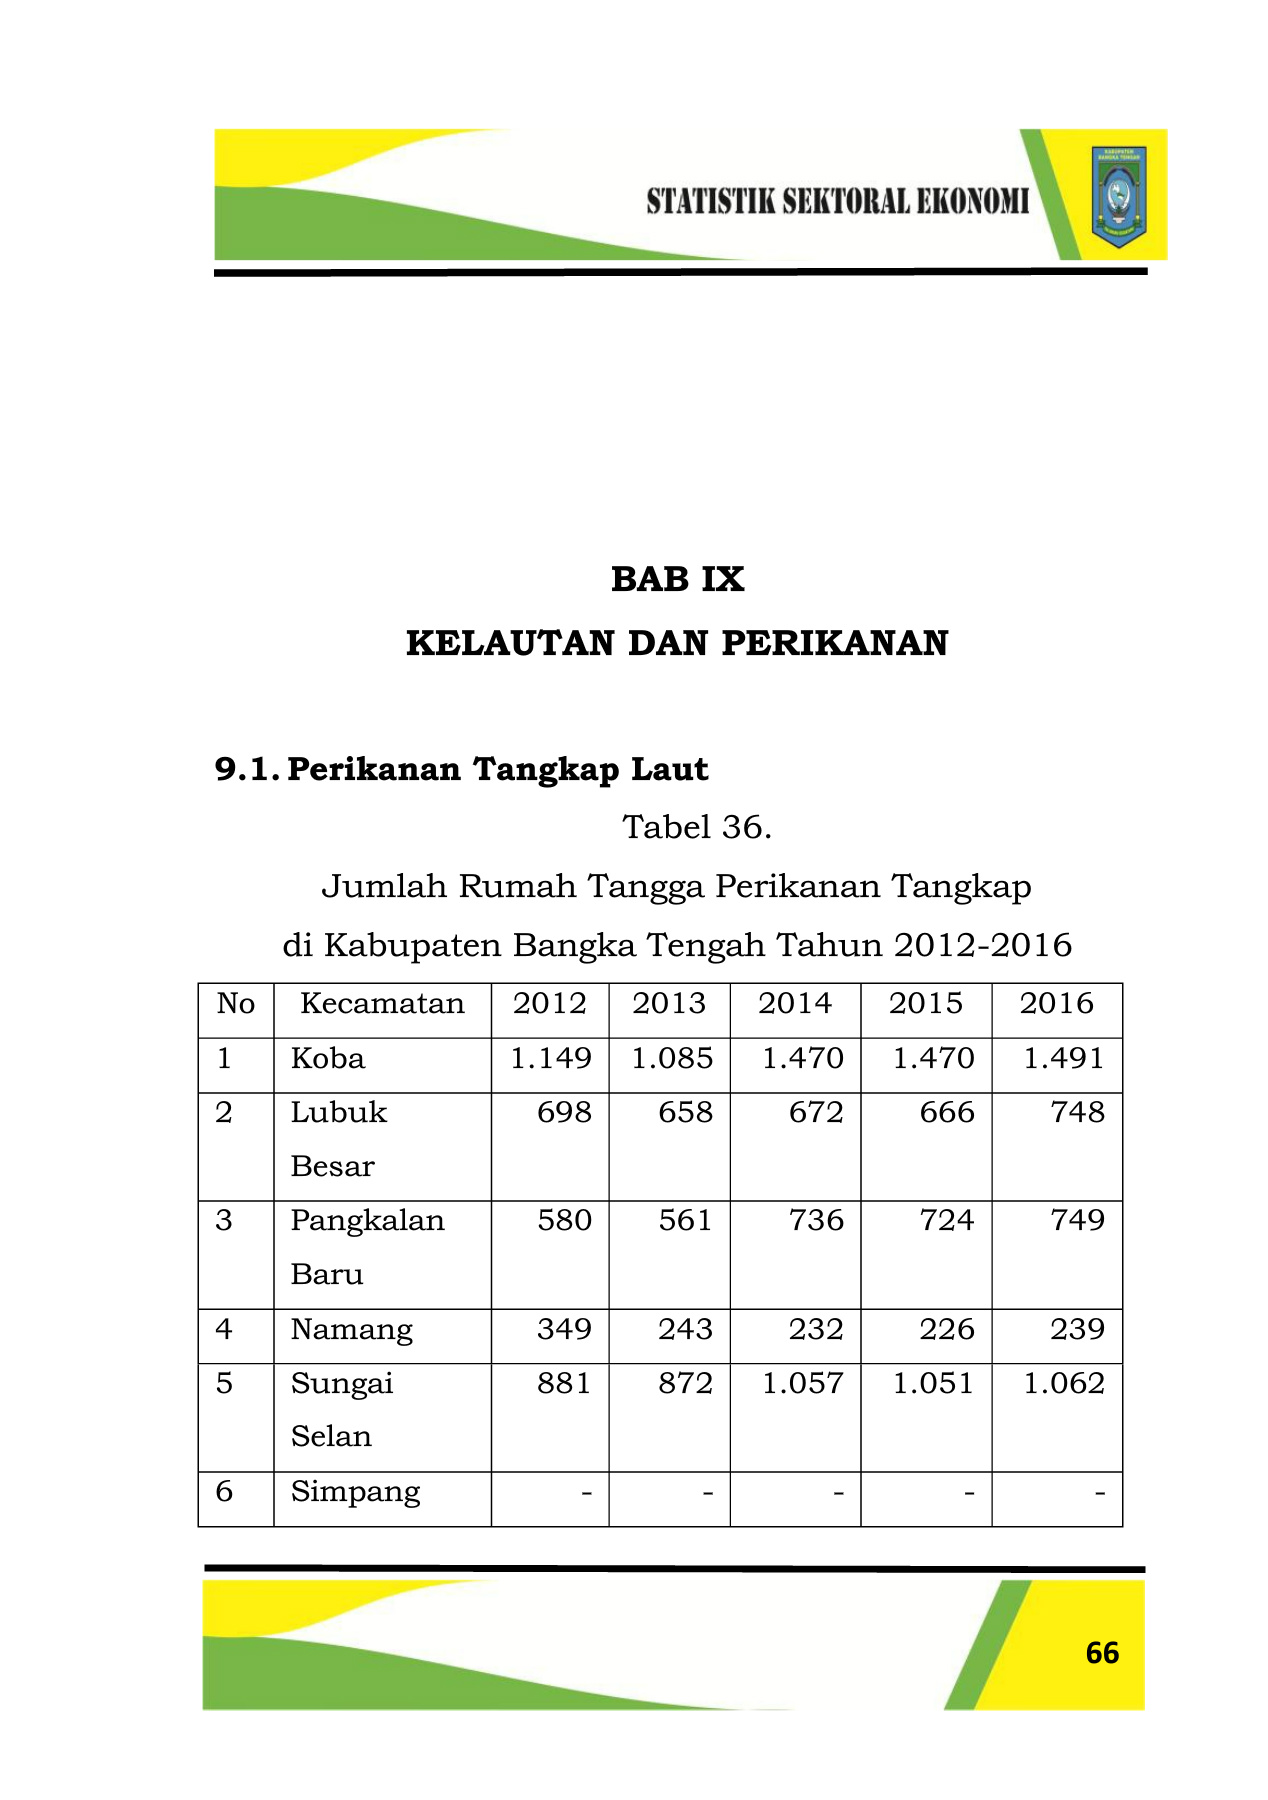 KABUPATEN
BANGKA TENGAH
STATISTIK SEKTORAL EKONOMI
BAB IX
KELAUTAN DAN PERIKANAN
9.1. Perikanan Tangkap Laut
Tabel 36.
Jumlah Rumah Tangga Perikanan Tangkap
di Kabupaten Bangka Tengah Tahun 2012-2016
No Kecamatan 2012 2013 2014 2015 2016
1 Koba 1.149 1.085 1.470 1.470 1.491
2 Lubuk 698 658 672 666 748
Besar
3 Pangkalan 580 561 736 724 749
Baru
4 Namang 349 243 232 226 239
5 Sungai 881 872 1.057 1.051 1.062
Selan
6 Simpang - - - - -
66